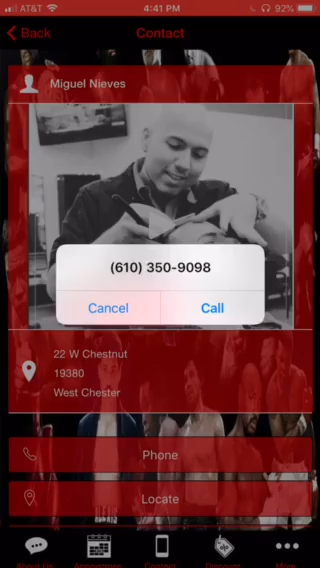 AT&T 4:41 PM 92%
Back Contact
Miguel Nieves
(610) 350-9098
Cancel Call
22 W Chestnut
19380
West Chester
Phone
Locate
About Us Appointments Contact Discount More